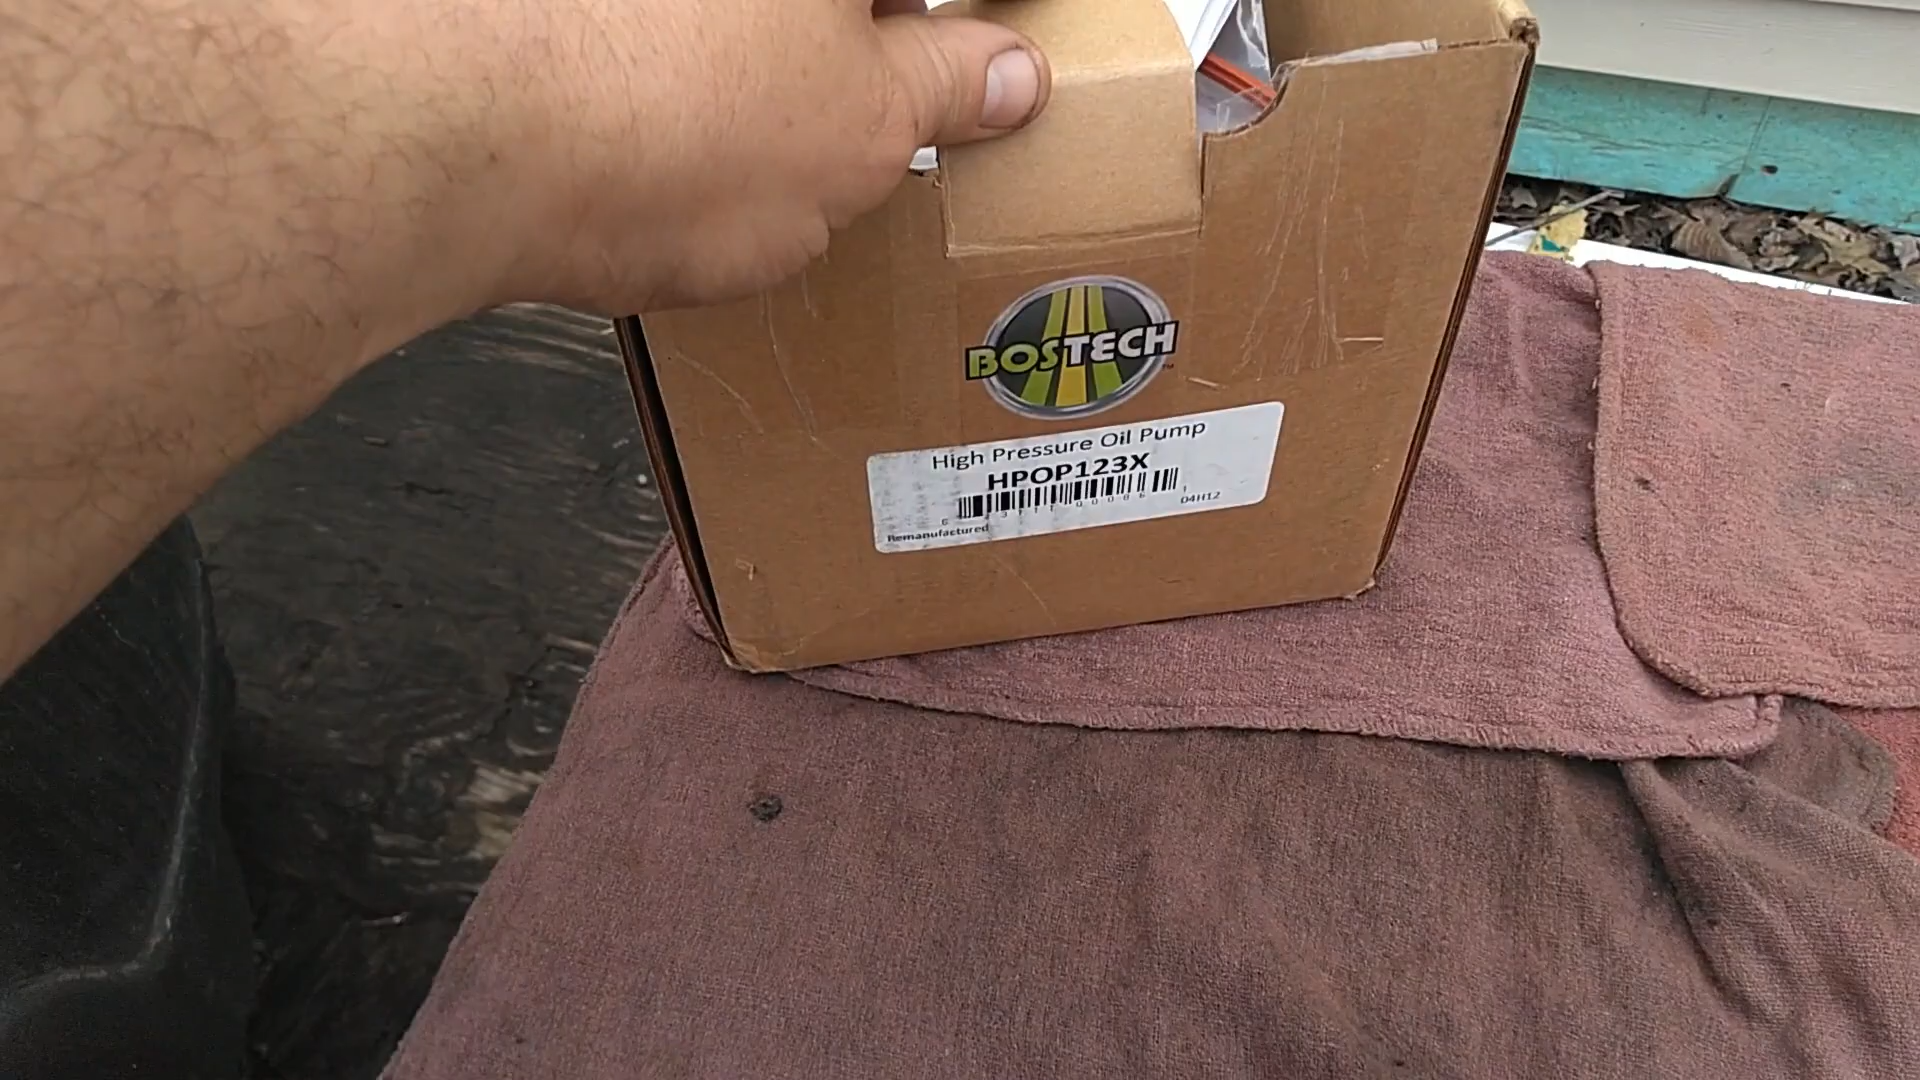 BOSTECH
High Pressure Oil Pump
HPOP123X
04H12
Remanufactured